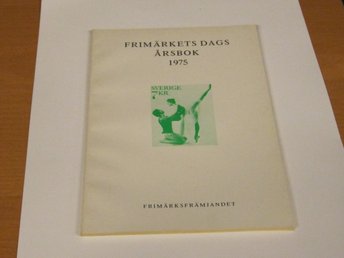 FRIMÄRKETS DAGS
ÅRSBOK
1975
SVERIGE
KR
FRIMÄRKSFRÄMJANDET